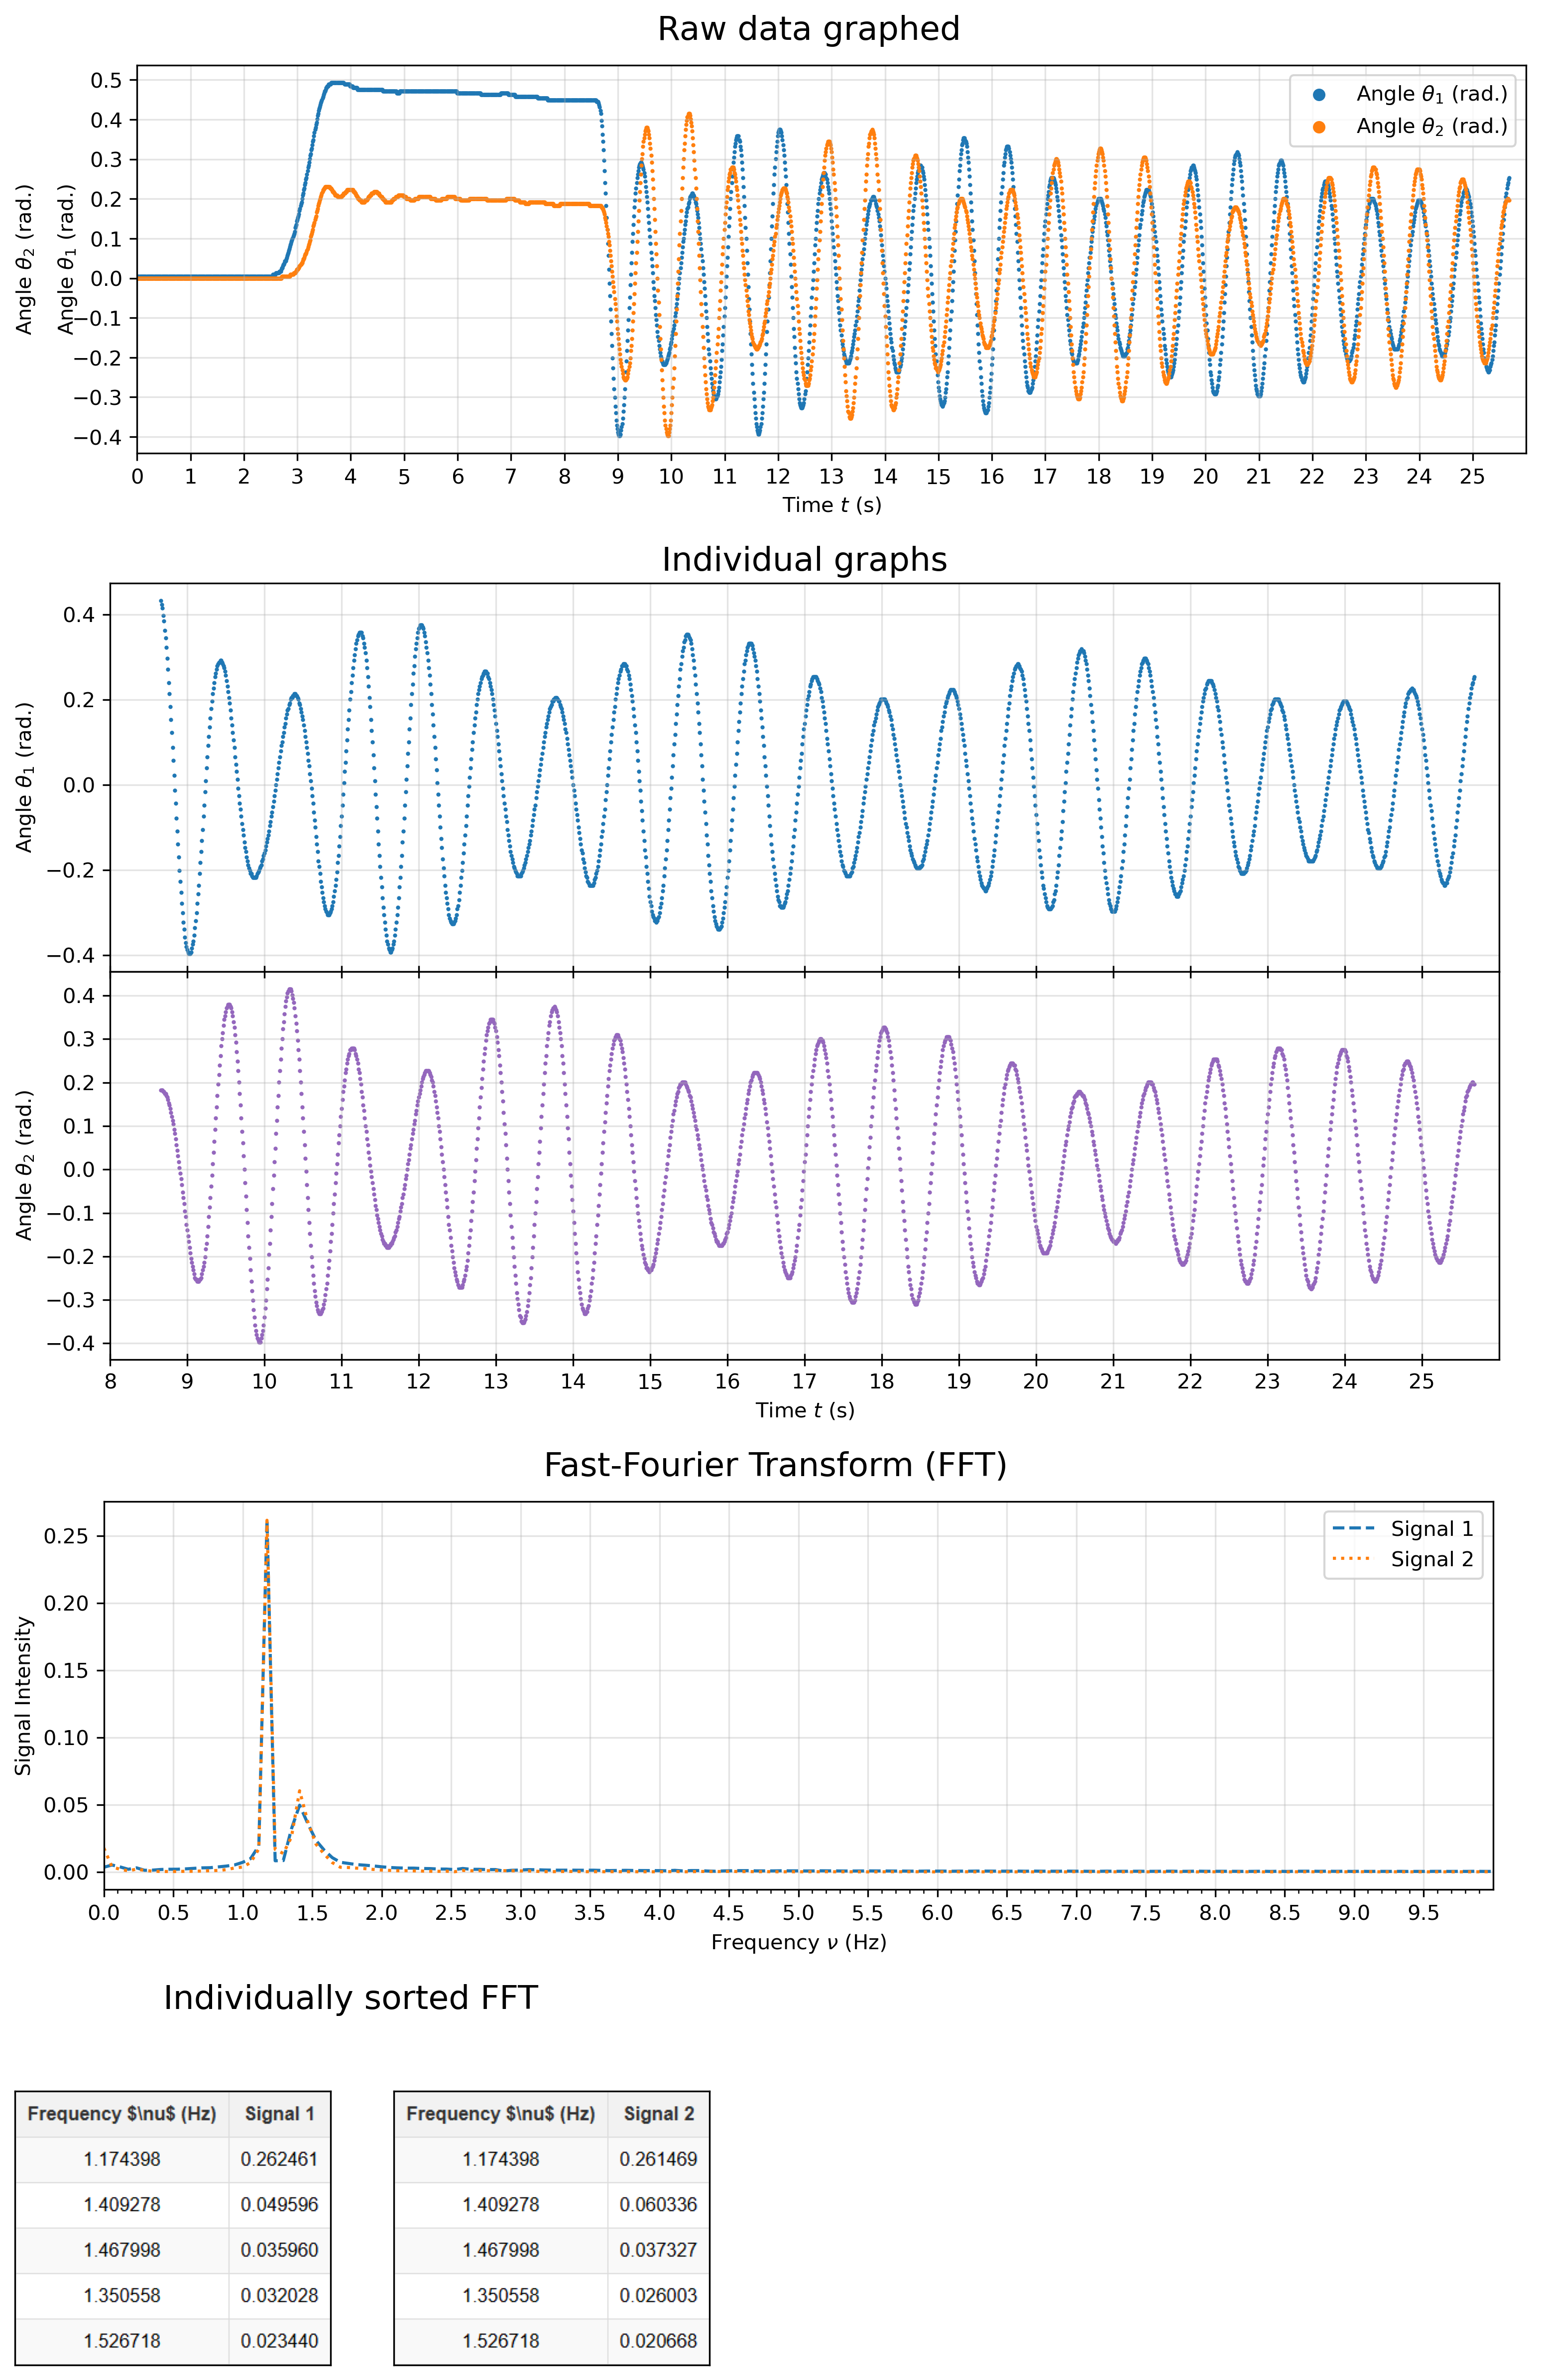 Raw data graphed
Angle θ₂ (rad.)
Angle θ₁ (rad.)
0.5
0.4
0.3
0.2
0.1
0.0
−0.1
−0.2
−0.3
−0.4
Angle θ₁ (rad.)
Angle θ₂ (rad.)
0 1 2 3 4 5 6 7 8 9 10 11 12 13 14 15 16 17 18 19 20 21 22 23 24 25
Time t (s)
Individual graphs
Angle θ₁ (rad.)
0.4
0.2
0.0
−0.2
−0.4
Angle θ₂ (rad.)
0.4
0.3
0.2
0.1
0.0
−0.1
−0.2
−0.3
−0.4
8 9 10 11 12 13 14 15 16 17 18 19 20 21 22 23 24 25
Time t (s)
Fast-Fourier Transform (FFT)
Signal Intensity
0.25
0.20
0.15
0.10
0.05
0.00
Signal 1
Signal 2
0.0 0.5 1.0 1.5 2.0 2.5 3.0 3.5 4.0 4.5 5.0 5.5 6.0 6.5 7.0 7.5 8.0 8.5 9.0 9.5
Frequency ν (Hz)
Individually sorted FFT
Frequency $\nu$ (Hz) Signal 1
1.174398 0.262461
1.409278 0.049596
1.467998 0.035960
1.350558 0.032028
1.526718 0.023440
Frequency $\nu$ (Hz) Signal 2
1.174398 0.261469
1.409278 0.060336
1.467998 0.037327
1.350558 0.026003
1.526718 0.020668